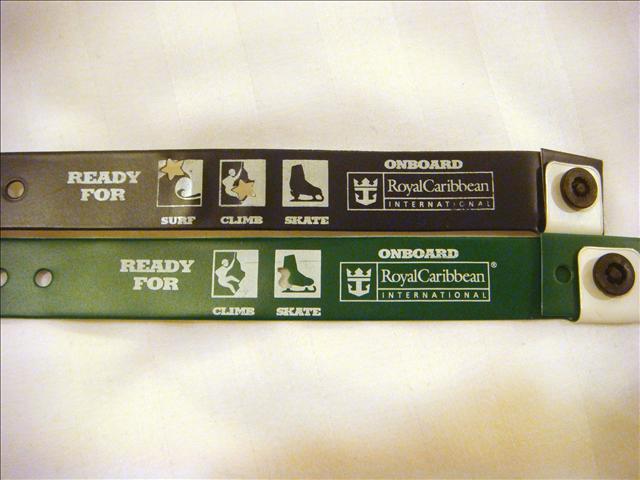 READY
FOR
SURF
CLIMB
SKATE
ONBOARD
RoyalCaribbean
INTERNATIONAL
READY
FOR
CLIMB
SKATE
ONBOARD
RoyalCaribbean®
INTERNATIONAL